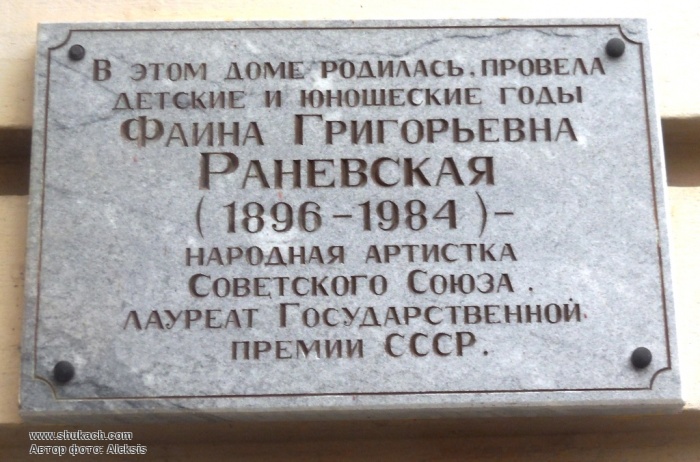 В ЭТОМ ДОМЕ РОДИЛАСЬ, ПРОВЕЛА
ДЕТСКИЕ И ЮНОШЕСКИЕ ГОДЫ
ФАИНА ГРИГОРЬЕВНА
РАНЕВСКАЯ
(1896-1984)-
НАРОДНАЯ АРТИСТКА
СОВЕТСКОГО СОЮЗА.
ЛАУРЕАТ ГОСУДАРСТВЕННОЙ
ПРЕМИИ СССР.
www.shukach.com
Автор фото: Aleksis